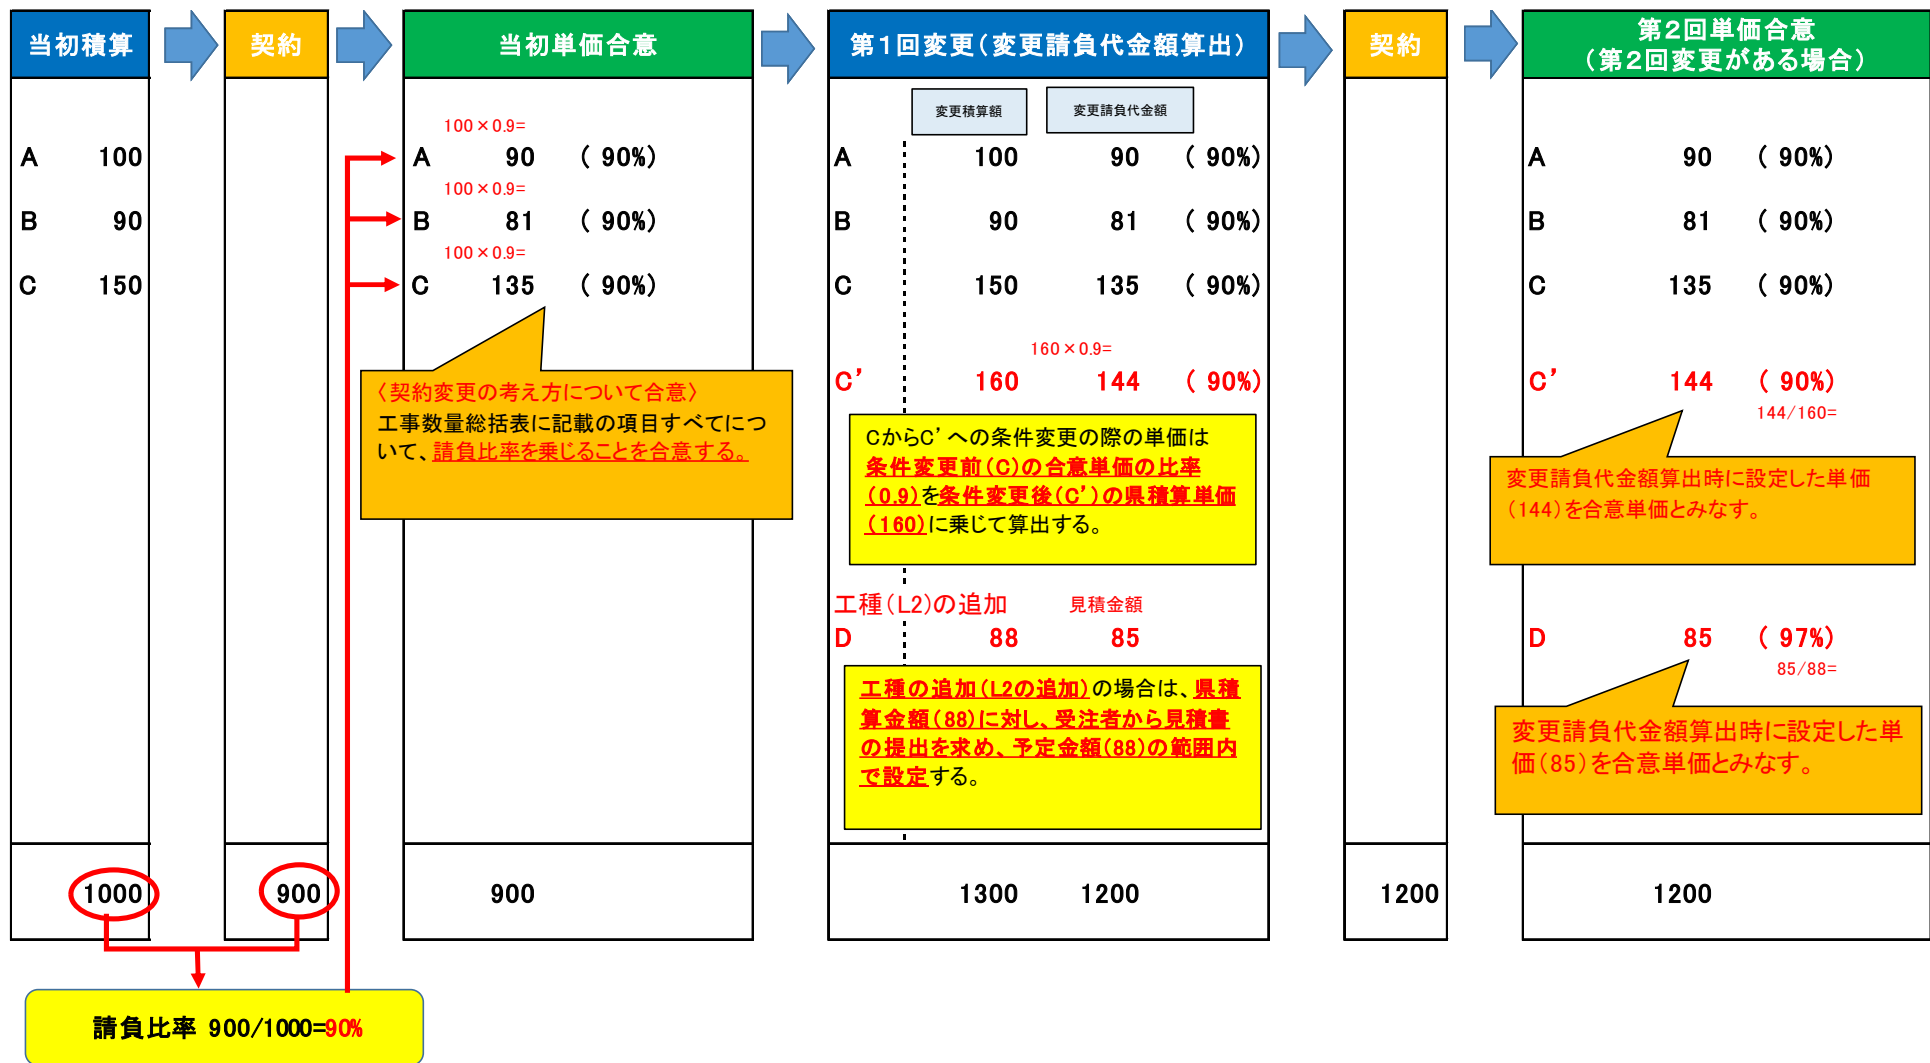 当初積算
契約
当初単価合意
第1回変更(変更請負代金額算出)
契約
第2回単価合意
(第2回変更がある場合)
A 100
B 90
C 150
1000
900
100×0.9=
A 90 ( 90%)
100×0.9=
B 81 ( 90%)
100×0.9=
C 135 ( 90%)
〈契約変更の考え方について合意〉
工事数量総括表に記載の項目すべてにつ
いて、請負比率を乗じることを合意する。
900
変更積算額 変更請負代金額
A 100 90 ( 90%)
B 90 81 ( 90%)
C 150 135 ( 90%)
160×0.9=
C’ 160 144 ( 90%)
CからC’への条件変更の際の単価は
条件変更前(C)の合意単価の比率
(0.9)を条件変更後(C’)の県積算単価
(160)に乗じて算出する。
工種(L2)の追加 見積金額
D 88 85
工種の追加(L2の追加)の場合は、県積
算金額(88)に対し、受注者から見積書
の提出を求め、予定金額(88)の範囲内
で設定する。
1300 1200
1200
A 90 ( 90%)
B 81 ( 90%)
C 135 ( 90%)
C’ 144 ( 90%)
144/160=
変更請負代金額算出時に設定した単価
(144)を合意単価とみなす。
D 85 ( 97%)
85/88=
変更請負代金額算出時に設定した単
価(85)を合意単価とみなす。
1200
請負比率 900/1000=90%